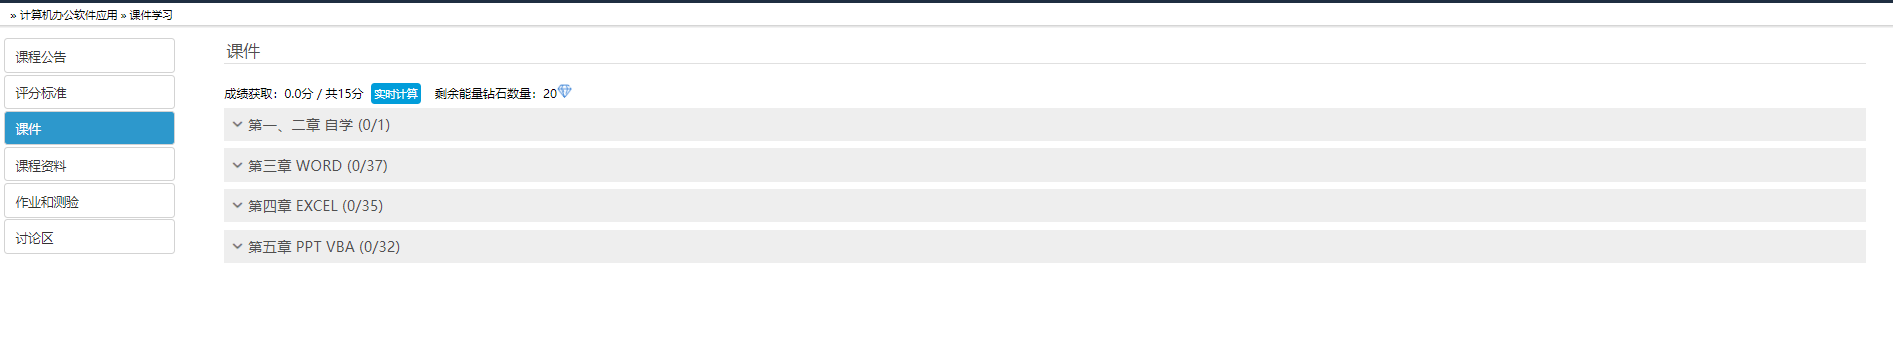 » 计算机办公软件应用 » 课件学习
课程公告
评分标准
课件
课程资料
作业和测验
讨论区
课件
成绩获取：0.0分 / 共15分 实时计算 剩余能量钻石数量：20
第一、二章 自学 (0/1)
第三章 WORD (0/37)
第四章 EXCEL (0/35)
第五章 PPT VBA (0/32)